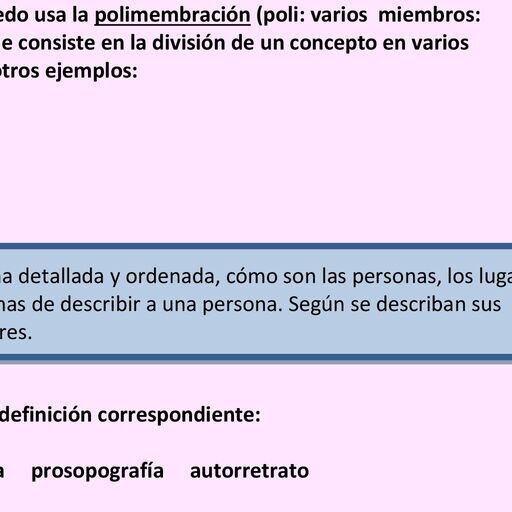 edo usa la polimembración (poli: varios miembros:
e consiste en la división de un concepto en varios
otros ejemplos:
a detallada y ordenada, cómo son las personas, los luga
as de describir a una persona. Según se describan sus
res.
definición correspondiente:
a prosopografía autorretrato